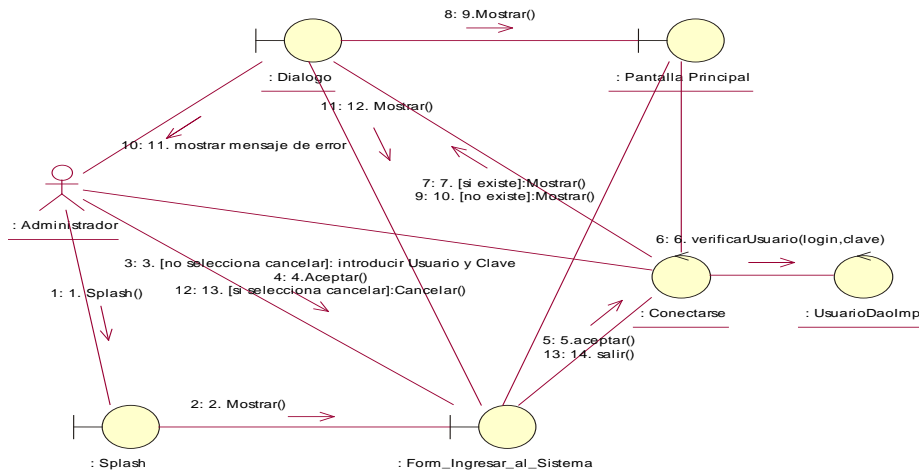 8: 9.Mostrar()
: Dialogo
: Pantalla Principal
11: 12. Mostrar()
10: 11. mostrar mensaje de error
7: 7. [si existe]:Mostrar()
9: 10. [no existe]:Mostrar()
: Administrador
6: 6. verificarUsuario(login,clave)
3: 3. [no selecciona cancelar]: introducir Usuario y Clave
4: 4.Aceptar()
12: 13. [si selecciona cancelar]:Cancelar()
1: 1. Splash()
: Conectarse
: UsuarioDaoImp
5: 5.aceptar()
13: 14. salir()
2: 2. Mostrar()
: Splash
: Form_Ingresar_al_Sistema